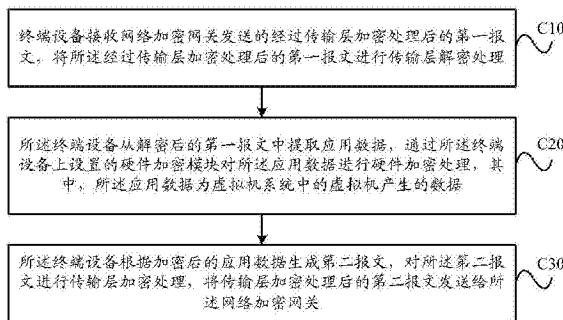 终端设备接收网络加密网关发送的经过传输层加密处理后的第一报
文，将所述经过传输层加密处理后的第一报文进行传输层解密处理
C10
所述终端设备从解密后的第一报文中提取应用数据，通过所述终端
设备上设置的硬件加密模块对所述应用数据进行硬件加密处理，其
中，所述应用数据为虚拟机系统中的虚拟机产生的数据
C20
所述终端设备根据加密后的应用数据生成第二报文，对所述第二报
文进行传输层加密处理，将传输层加密处理后的第二报文发送给所
述网络加密网关
C30